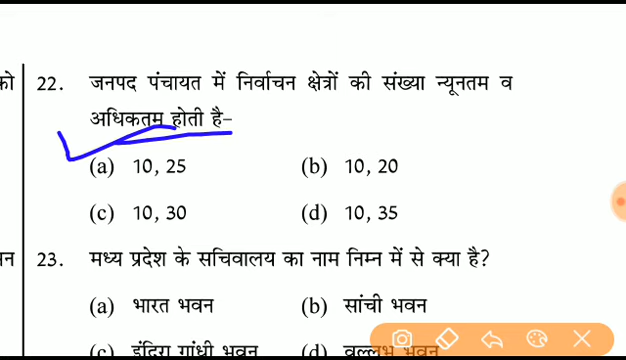 को
22. जनपद पंचायत में निर्वाचन क्षेत्रों की संख्या न्यूनतम व
अधिकतम होती है-
(a) 10, 25 (b) 10, 20
(c) 10, 30 (d) 10, 35
23. मध्य प्रदेश के सचिवालय का नाम निम्न में से क्या है?
(a) भारत भवन (b) सांची भवन
(c) इंदिरा गांधी भवन (d) वल्लभ भवन